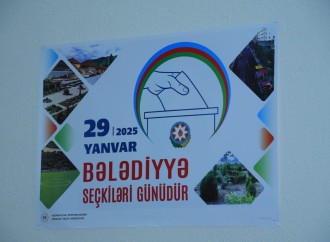 29 | 2025
YANVAR
BƏLƏDİYYƏ
SEÇKİLƏRİ GÜNÜDÜR